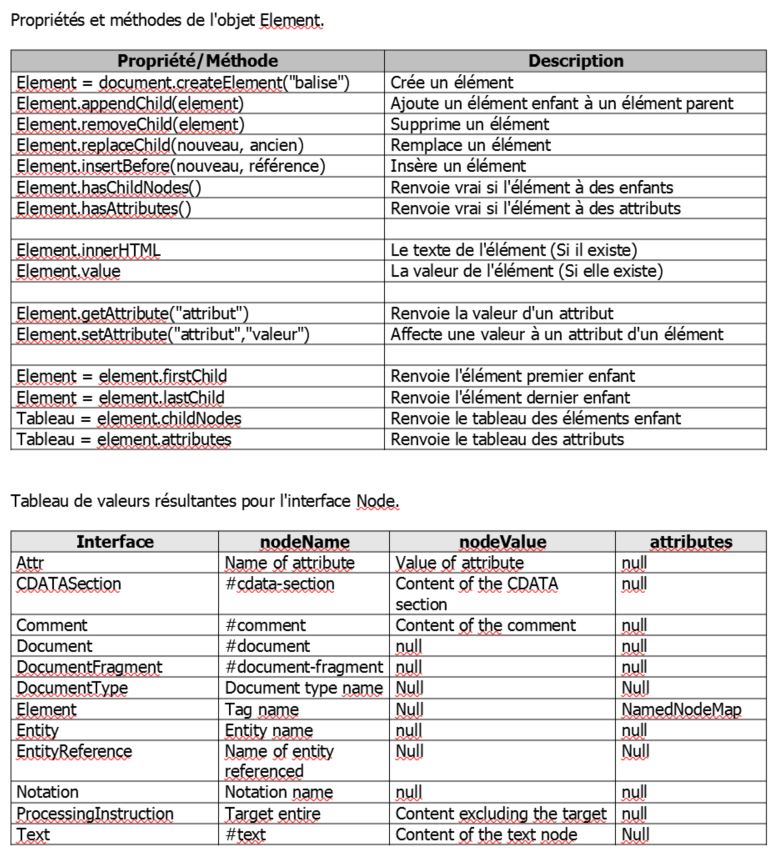 Propriétés et méthodes de l'objet Element.
Propriété/Méthode Description
Element = document.createElement("balise") Crée un élément
Element.appendChild(element) Ajoute un élément enfant à un élément parent
Element.removeChild(element) Supprime un élément
Element.replaceChild(nouveau, ancien) Remplace un élément
Element.insertBefore(nouveau, référence) Insère un élément
Element.hasChildNodes() Renvoie vrai si l'élément à des enfants
Element.hasAttributes() Renvoie vrai si l'élément à des attributs
Element.innerHTML Le texte de l'élément (Si il existe)
Element.value La valeur de l'élément (Si elle existe)
Element.getAttribute("attribut") Renvoie la valeur d'un attribut
Element.setAttribute("attribut","valeur") Affecte une valeur à un attribut d'un élément
Element = element.firstChild Renvoie l'élément premier enfant
Element = element.lastChild Renvoie l'élément dernier enfant
Tableau = element.childNodes Renvoie le tableau des éléments enfant
Tableau = element.attributes Renvoie le tableau des attributs
Tableau de valeurs résultantes pour l'interface Node.
Interface nodeName nodeValue attributes
Attr Name of attribute Value of attribute null
CDATASection #cdata-section Content of the CDATA null
section
Comment #comment Content of the comment null
Document #document null null
DocumentFragment #document-fragment null null
DocumentType Document type name Null Null
Element Tag name Null NamedNodeMap
Entity Entity name null null
EntityReference Name of entity Null Null
referenced
Notation Notation name null null
ProcessingInstruction Target entire Content excluding the target null
Text #text Content of the text node Null